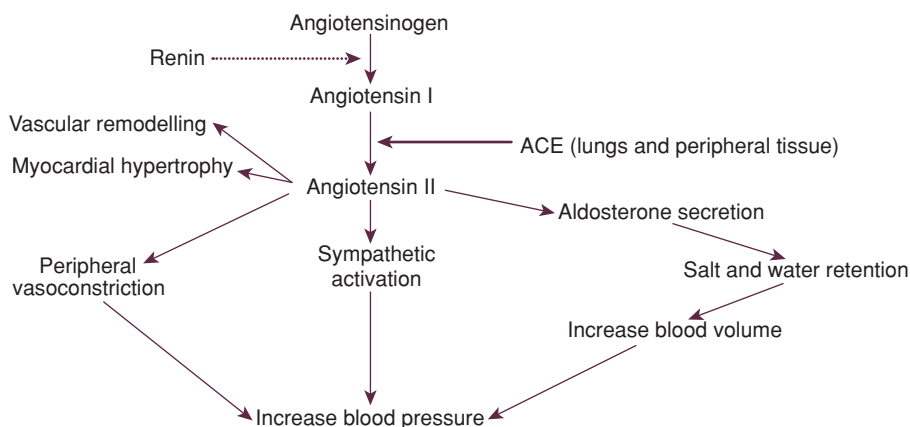 Angiotensinogen
Renin
Angiotensin I
Vascular remodelling
ACE (lungs and peripheral tissue)
Myocardial hypertrophy
Angiotensin II
Aldosterone secretion
Peripheral
vasoconstriction
Sympathetic
activation
Salt and water retention
Increase blood volume
Increase blood pressure